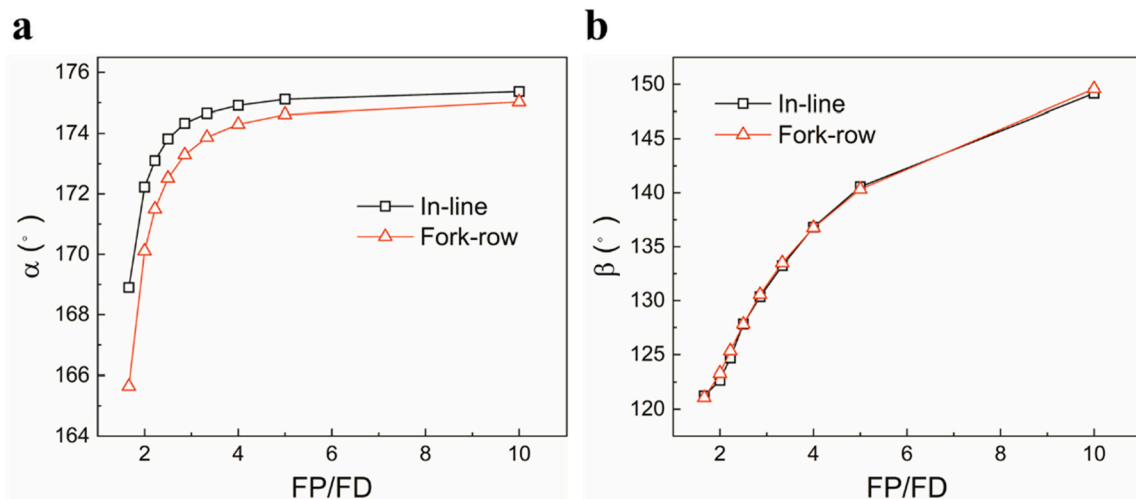 a
176
174
172
170
168
166
164
α (°)
In-line
Fork-row
2
4
6
8
10
FP/FD
b
150
145
140
135
130
125
120
β (°)
In-line
Fork-row
2
4
6
8
10
FP/FD